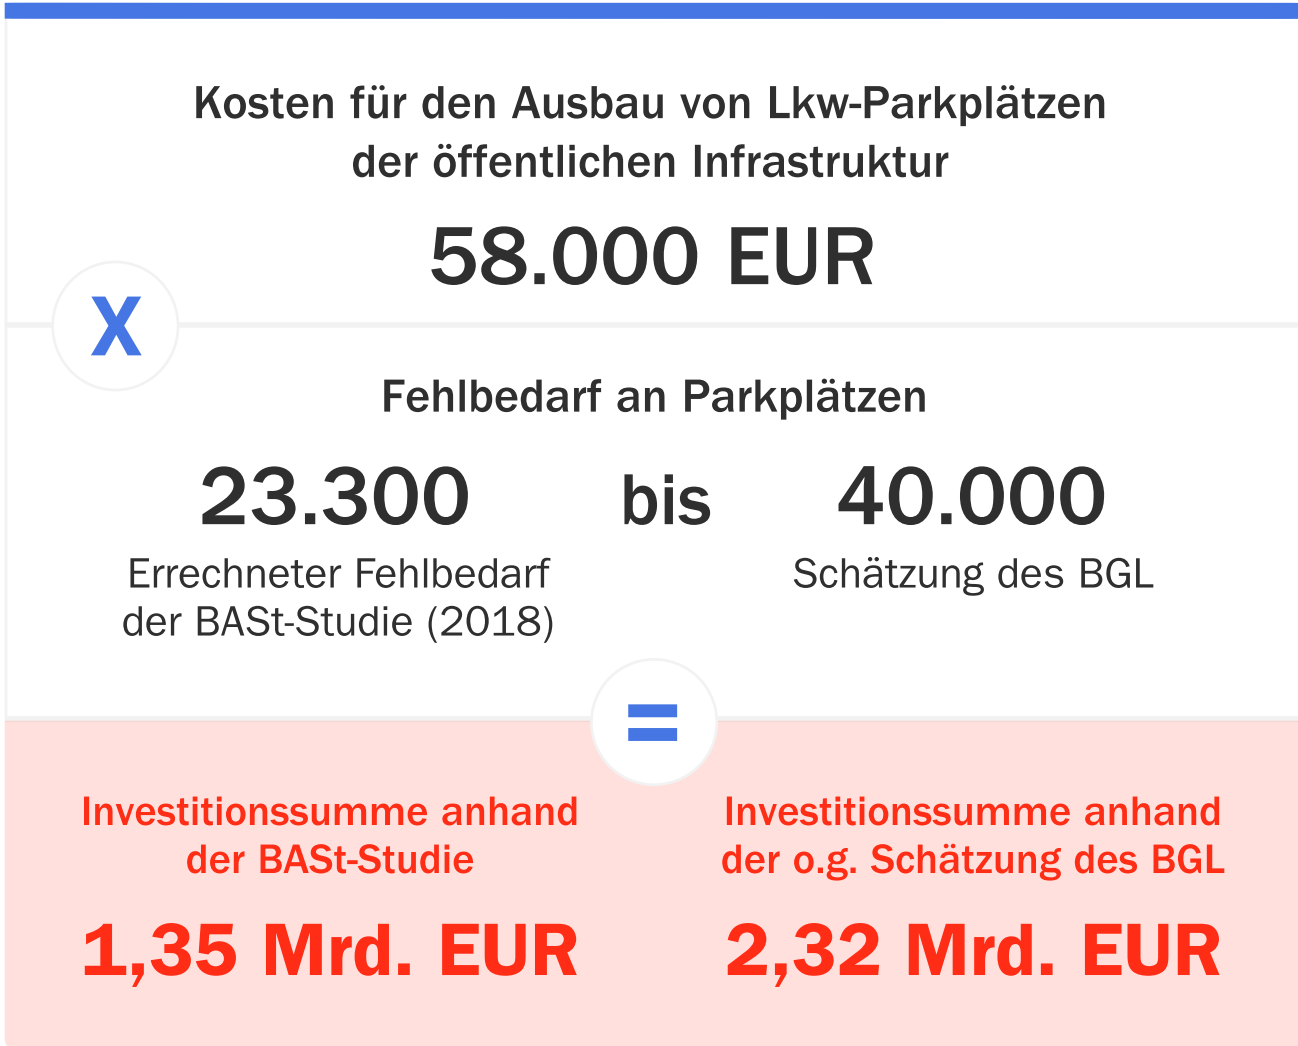 Kosten für den Ausbau von Lkw-Parkplätzen
der öffentlichen Infrastruktur
58.000 EUR
X
Fehlbedarf an Parkplätzen
23.300 bis 40.000
Errechneter Fehlbedarf
der BASt-Studie (2018)
Schätzung des BGL
=
Investitionssumme anhand
der BASt-Studie
1,35 Mrd. EUR
Investitionssumme anhand
der o.g. Schätzung des BGL
2,32 Mrd. EUR